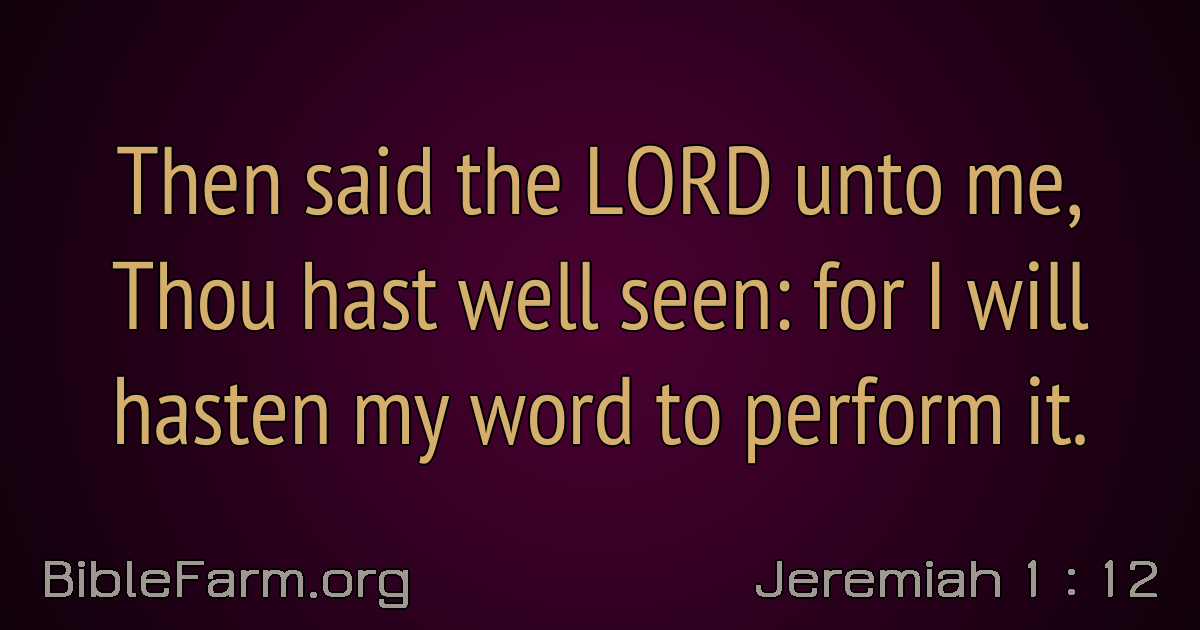 Then said the LORD unto me,
Thou hast well seen: for I will
hasten my word to perform it.
BibleFarm.org
Jeremiah 1 : 12